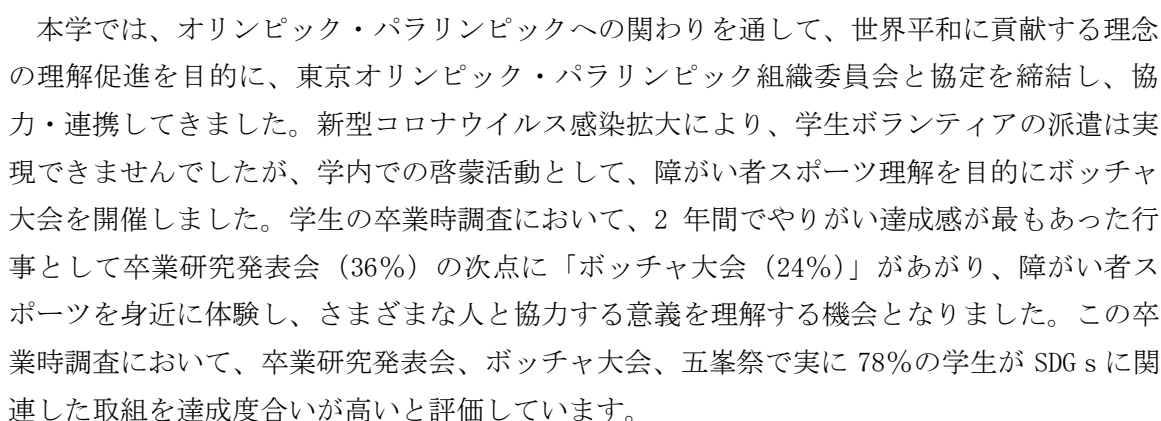 本学では、オリンピック・パラリンピックへの関わりを通して、世界平和に貢献する理念
の理解促進を目的に、東京オリンピック・パラリンピック組織委員会と協定を締結し、協
力・連携してきました。新型コロナウイルス感染拡大により、学生ボランティアの派遣は実
現できませんでしたが、学内での啓蒙活動として、障がい者スポーツ理解を目的にボッチャ
大会を開催しました。学生の卒業時調査において、2 年間でやりがい達成感が最もあった行
事として卒業研究発表会（36％）の次点に「ボッチャ大会（24％）」があがり、障がい者ス
ポーツを身近に体験し、さまざまな人と協力する意義を理解する機会となりました。この卒
業時調査において、卒業研究発表会、ボッチャ大会、五峯祭で実に 78％の学生が SDGｓに関
連した取組を達成度合いが高いと評価しています。